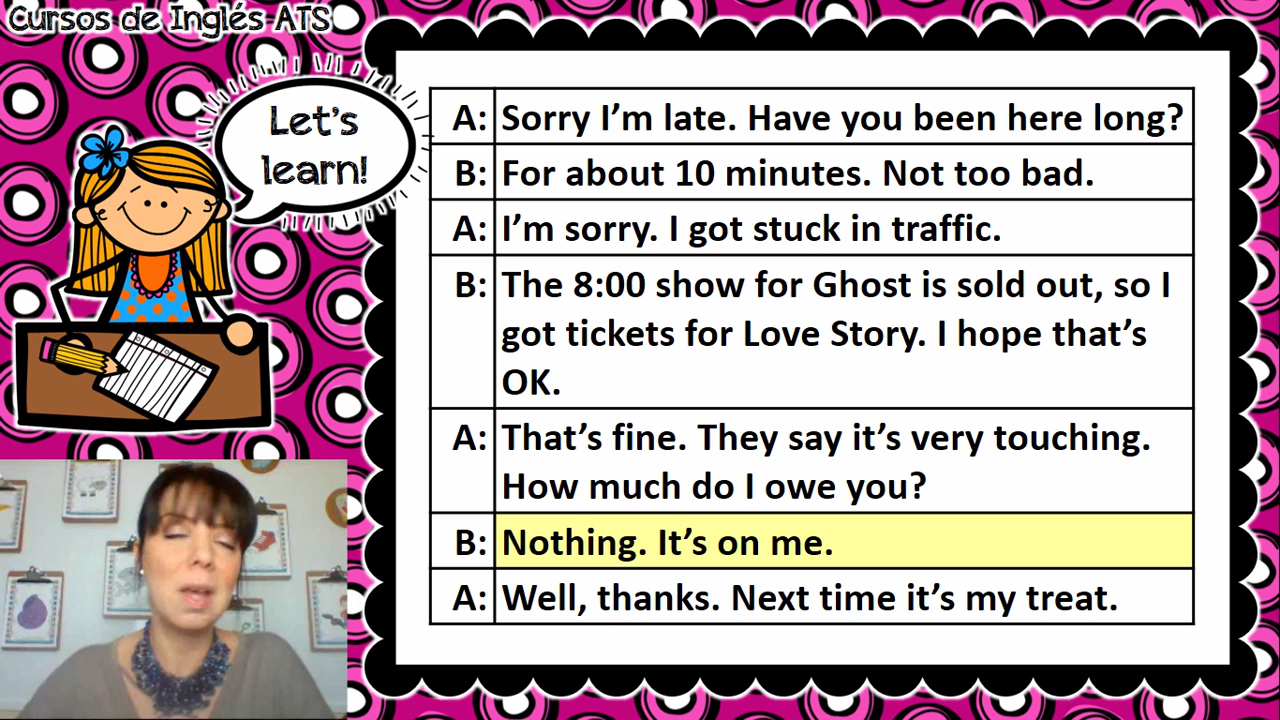 Cursos de Inglés ATS
Let's
learn!
A: Sorry I'm late. Have you been here long?
B: For about 10 minutes. Not too bad.
A: I'm sorry. I got stuck in traffic.
B: The 8:00 show for Ghost is sold out, so I
got tickets for Love Story. I hope that's
OK.
A: That's fine. They say it's very touching.
How much do I owe you?
B: Nothing. It's on me.
A: Well, thanks. Next time it's my treat.